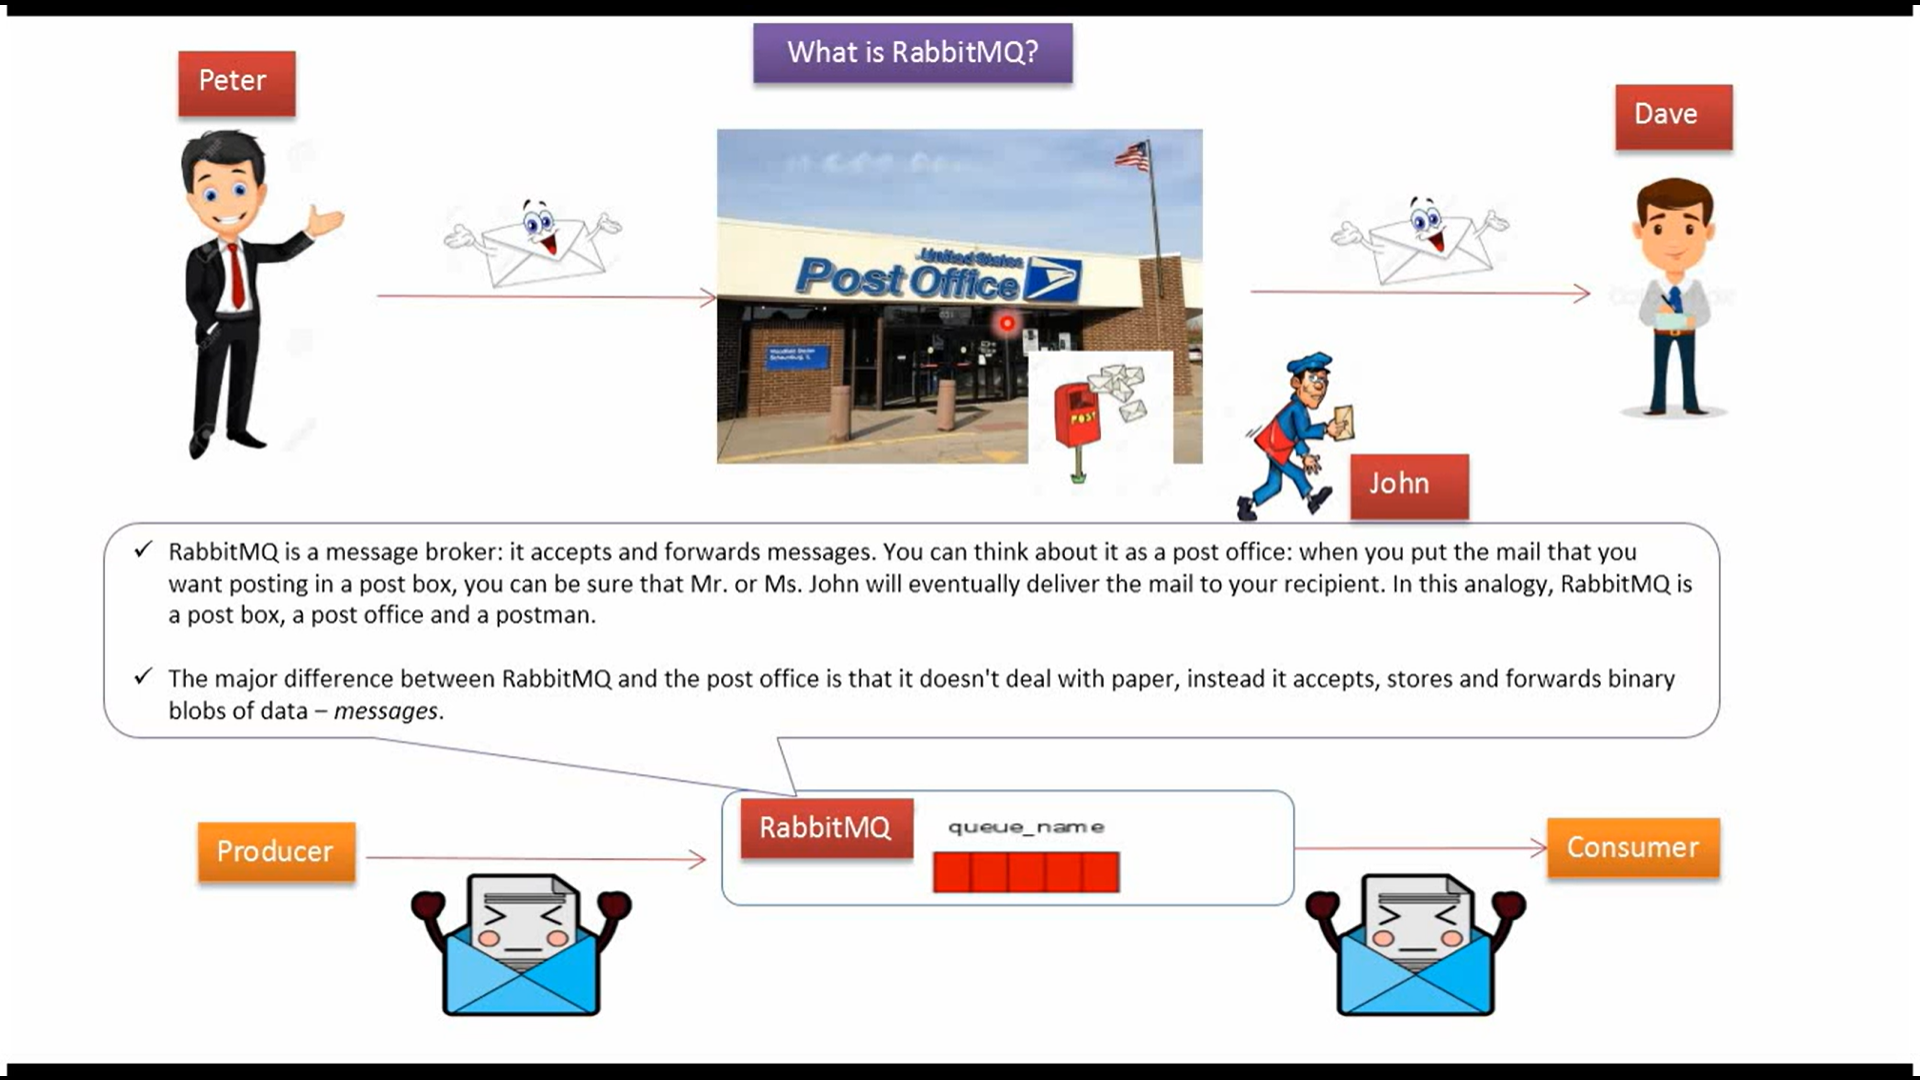 What is RabbitMQ?
Peter
Dave
United States
Post Office
POST
John
✓ RabbitMQ is a message broker: it accepts and forwards messages. You can think about it as a post office: when you put the mail that you
want posting in a post box, you can be sure that Mr. or Ms. John will eventually deliver the mail to your recipient. In this analogy, RabbitMQ is
a post box, a post office and a postman.
✓ The major difference between RabbitMQ and the post office is that it doesn't deal with paper, instead it accepts, stores and forwards binary
blobs of data – messages.
Producer
RabbitMQ
queue_name
Consumer